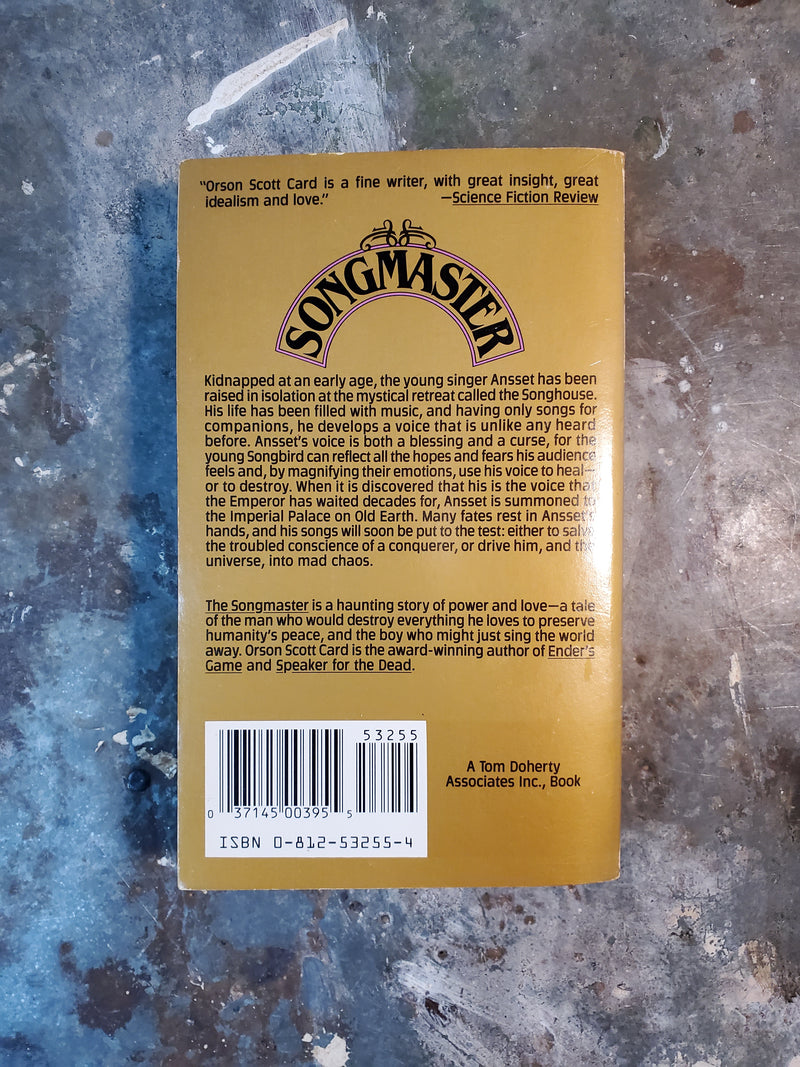 "Orson Scott Card is a fine writer, with great insight, great
idealism and love."
—Science Fiction Review
SONGMASTER
Kidnapped at an early age, the young singer Ansset has been
raised in isolation at the mystical retreat called the Songhouse.
His life has been filled with music, and having only songs for
companions, he develops a voice that is unlike any heard
before. Ansset's voice is both a blessing and a curse, for the
young Songbird can reflect all the hopes and fears his audience
feels and, by magnifying their emotions, use his voice to heal—
or to destroy. When it is discovered that his is the voice that
the Emperor has waited decades for, Ansset is summoned to
the Imperial Palace on Old Earth. Many fates rest in Ansset's
hands, and his songs will soon be put to the test: either to salve
the troubled conscience of a conquerer, or drive him, and the
universe, into mad chaos.
The Songmaster is a haunting story of power and love—a tale
of the man who would destroy everything he loves to preserve
humanity's peace, and the boy who might just sing the world
away. Orson Scott Card is the award-winning author of Ender's
Game and Speaker for the Dead.
53255
0 37145 00395 5
ISBN 0-812-53255-4
A Tom Doherty
Associates Inc., Book